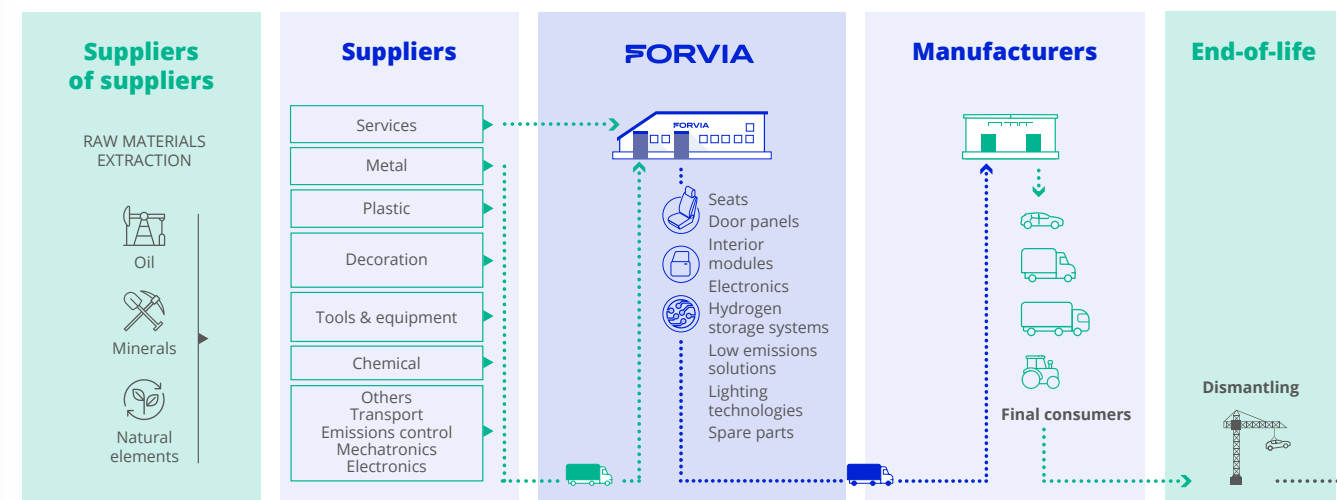 Suppliers
of suppliers
RAW MATERIALS
EXTRACTION
Oil
Minerals
Natural
elements
Suppliers
Services
Metal
Plastic
Decoration
Tools & equipment
Chemical
Others
Transport
Emissions control
Mechatronics
Electronics
FORVIA
FORVIA
Seats
Door panels
Interior
modules
Electronics
Hydrogen
storage systems
Low emissions
solutions
Lighting
technologies
Spare parts
Manufacturers
Final consumers
End-of-life
Dismantling